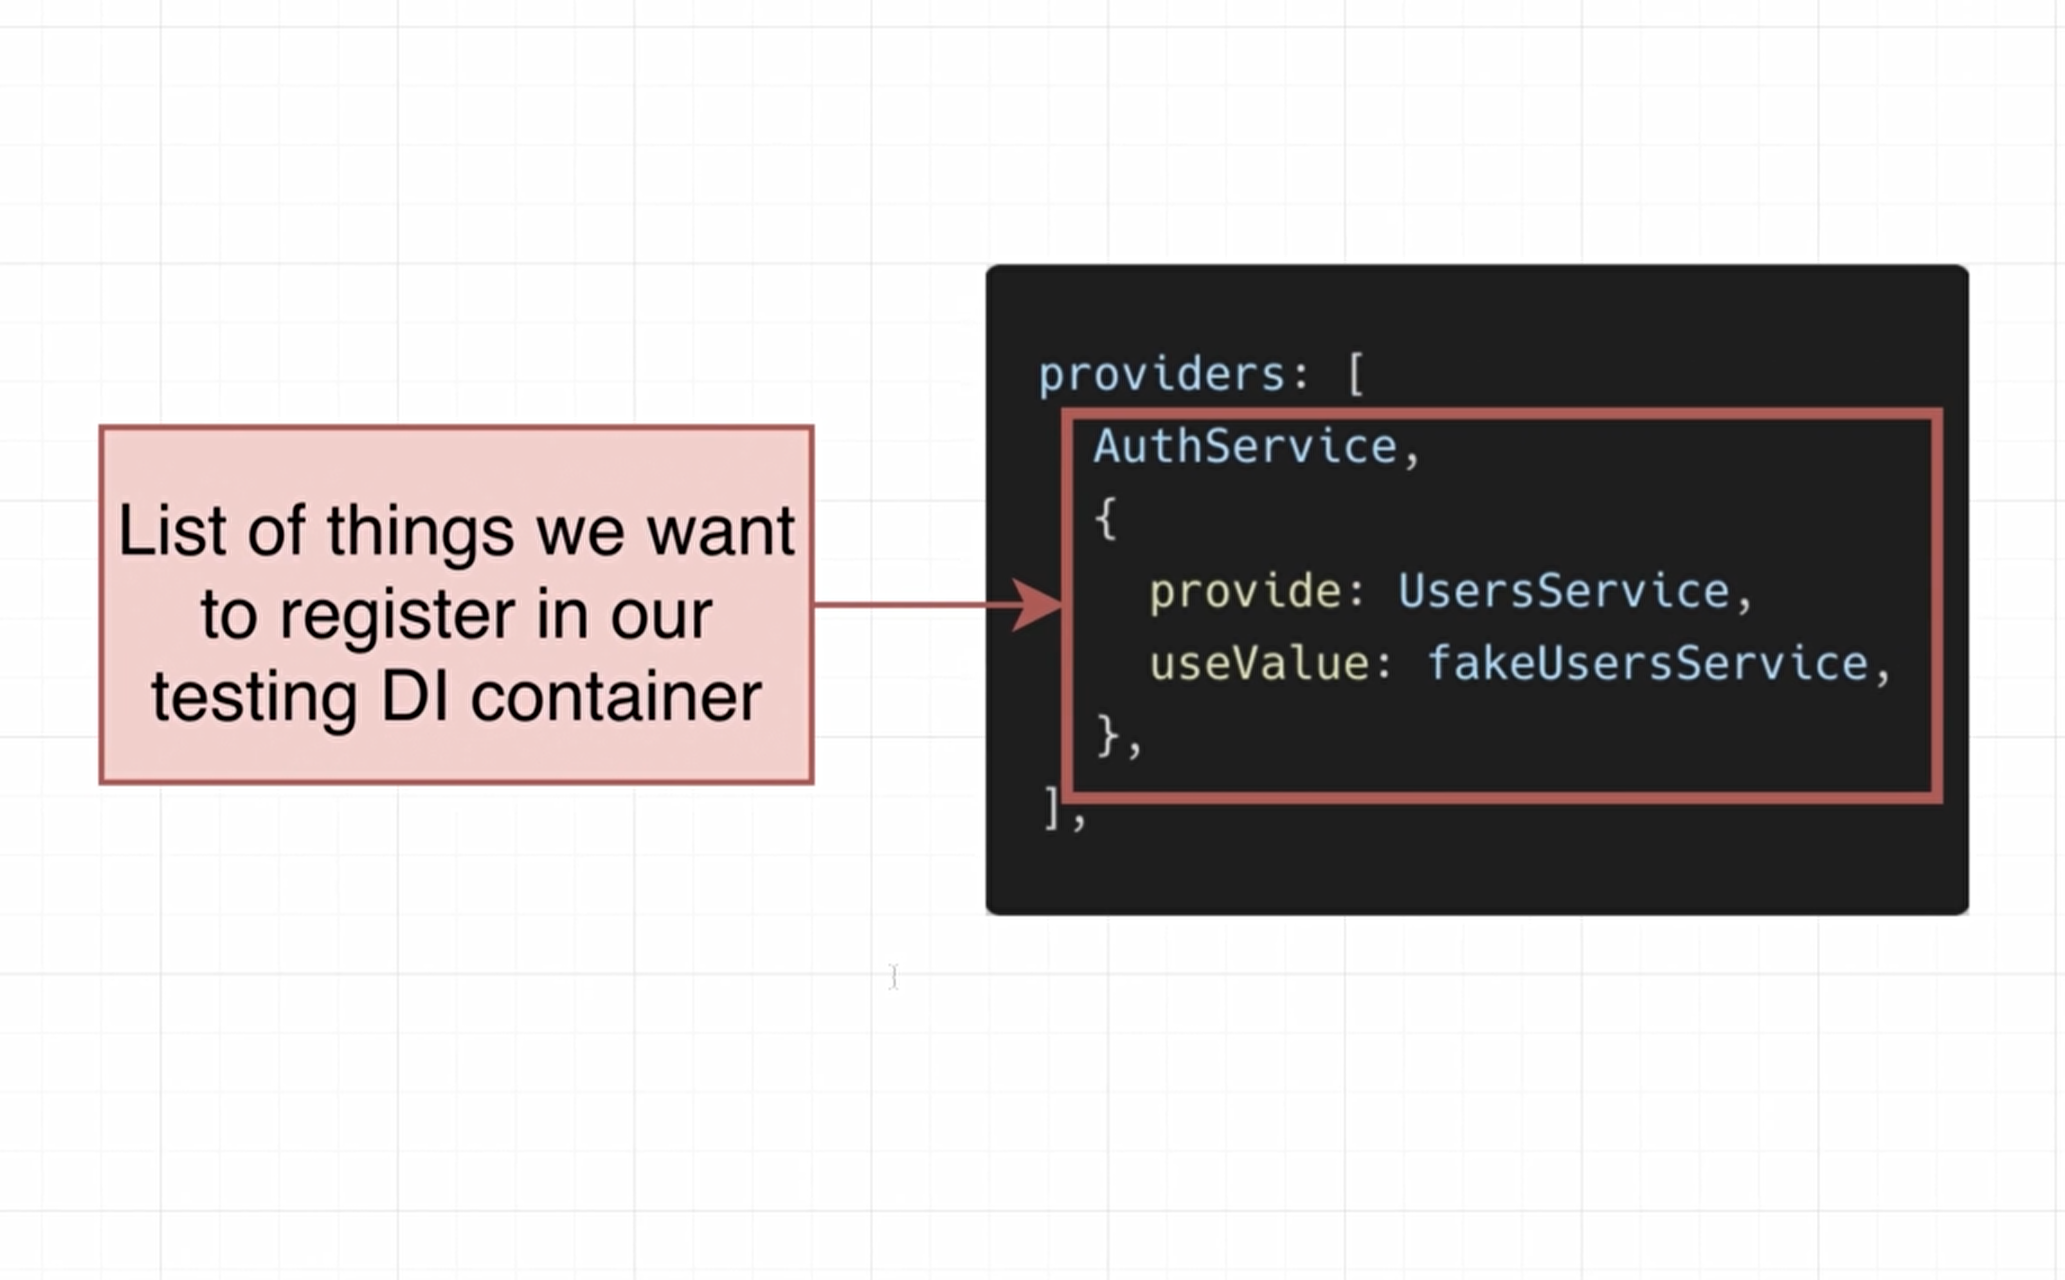 List of things we want
to register in our
testing DI container
providers: [
AuthService,
{
provide: UsersService,
useValue: fakeUsersService,
},
],